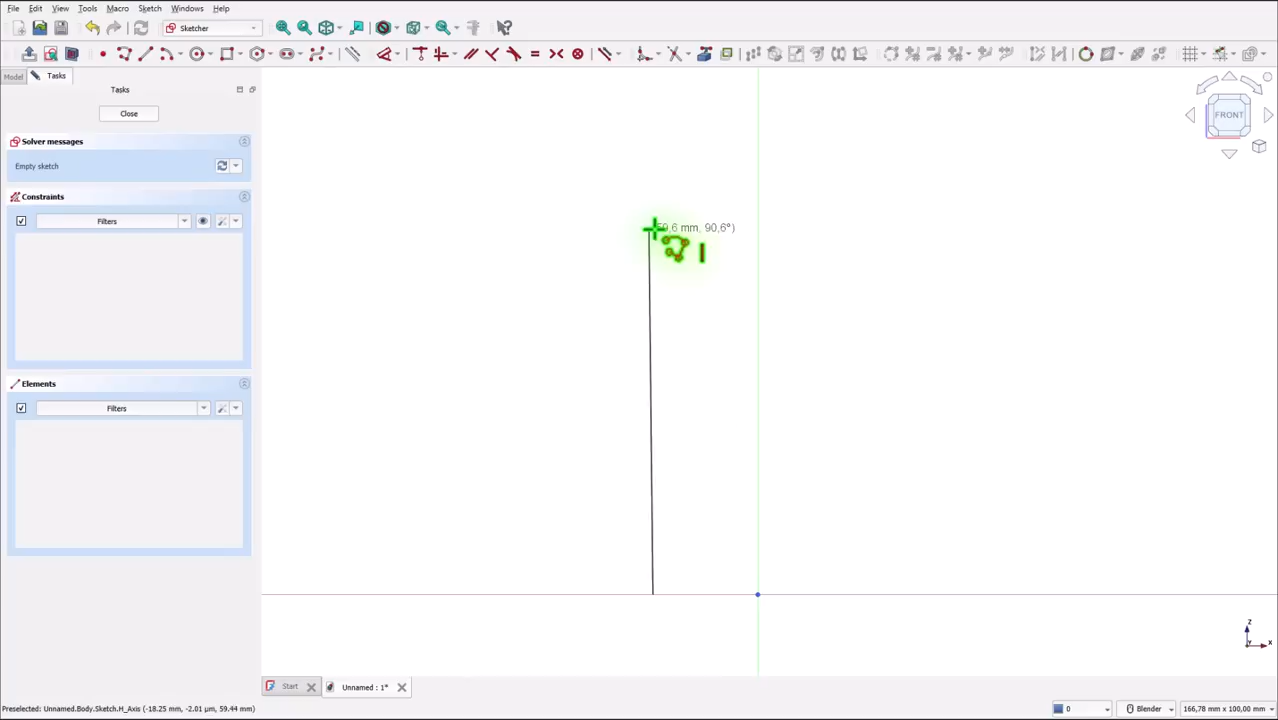 File Edit View Tools Macro Sketch Windows Help
Sketcher
Model Tasks
Tasks
Close
Solver messages
Empty sketch
Constraints
Filters
Elements
Filters
59,6 mm, 90,6°)
FRONT
Z
Y X
Start Unnamed : 1*
Preselected: Unnamed.Body.Sketch.H_Axis (-18.25 mm, -2.01 µm, 59.44 mm) 0 Blender 166,78 mm x 100,00 mm